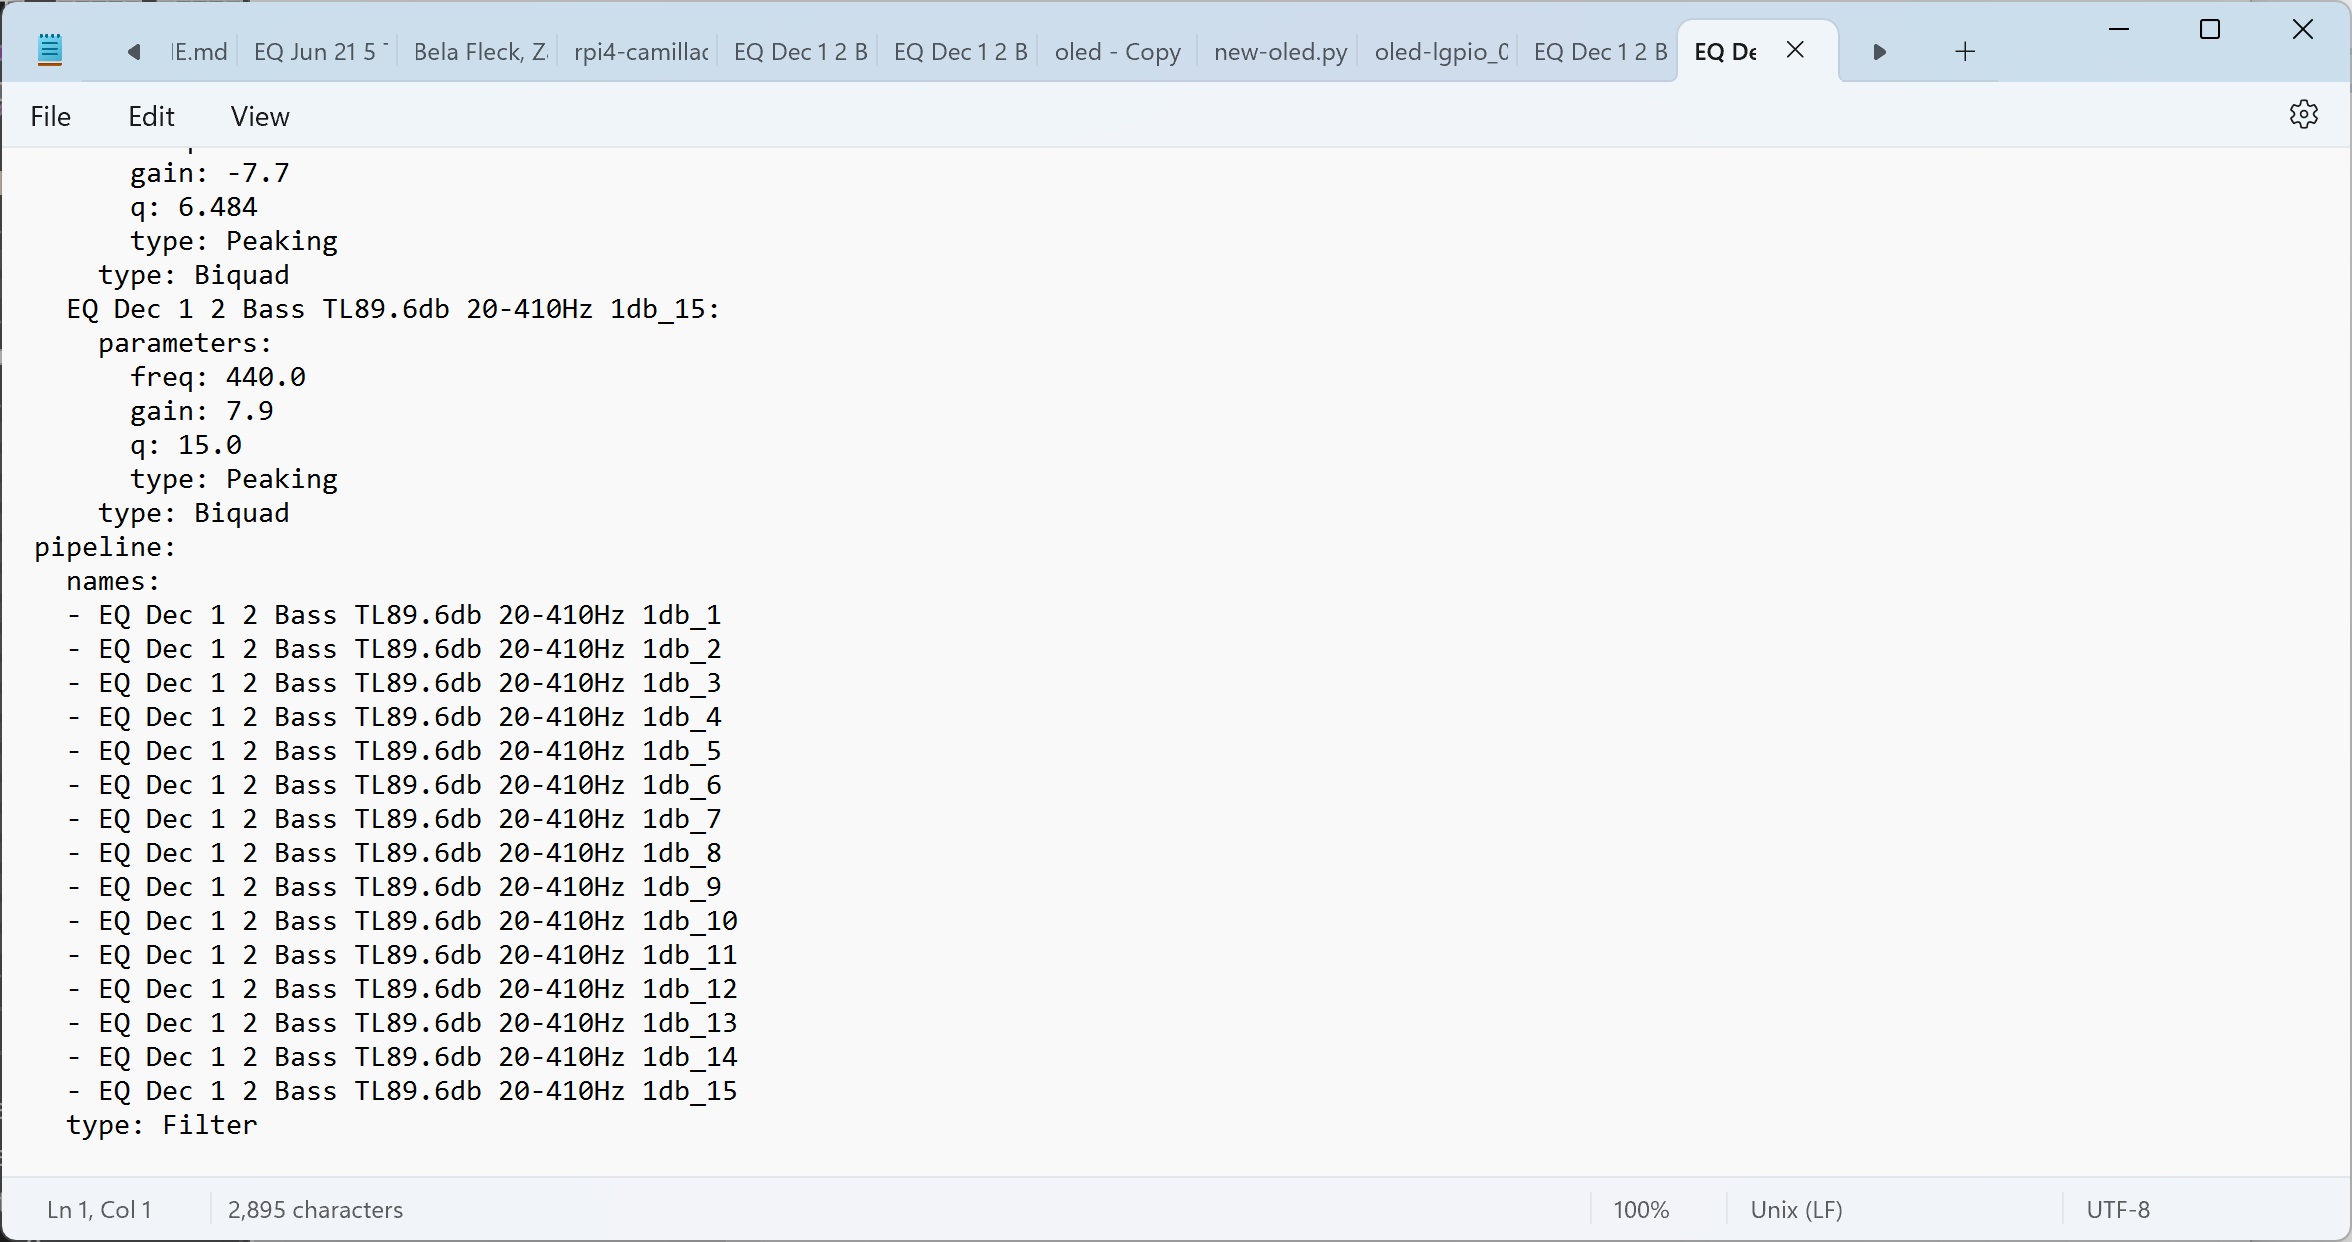 IE.md
EQ Jun 21 5
Bela Fleck, Z
rpi4-camillac
EQ Dec 1 2 B
EQ Dec 1 2 B
oled - Copy
new-oled.py
oled-lgpio_0
EQ Dec 1 2 B
EQ De
File
Edit
View
gain: -7.7
q: 6.484
type: Peaking
type: Biquad
EQ Dec 1 2 Bass TL89.6db 20-410Hz 1db_15:
parameters:
freq: 440.0
gain: 7.9
q: 15.0
type: Peaking
type: Biquad
pipeline:
names:
- EQ Dec 1 2 Bass TL89.6db 20-410Hz 1db_1
- EQ Dec 1 2 Bass TL89.6db 20-410Hz 1db_2
- EQ Dec 1 2 Bass TL89.6db 20-410Hz 1db_3
- EQ Dec 1 2 Bass TL89.6db 20-410Hz 1db_4
- EQ Dec 1 2 Bass TL89.6db 20-410Hz 1db_5
- EQ Dec 1 2 Bass TL89.6db 20-410Hz 1db_6
- EQ Dec 1 2 Bass TL89.6db 20-410Hz 1db_7
- EQ Dec 1 2 Bass TL89.6db 20-410Hz 1db_8
- EQ Dec 1 2 Bass TL89.6db 20-410Hz 1db_9
- EQ Dec 1 2 Bass TL89.6db 20-410Hz 1db_10
- EQ Dec 1 2 Bass TL89.6db 20-410Hz 1db_11
- EQ Dec 1 2 Bass TL89.6db 20-410Hz 1db_12
- EQ Dec 1 2 Bass TL89.6db 20-410Hz 1db_13
- EQ Dec 1 2 Bass TL89.6db 20-410Hz 1db_14
- EQ Dec 1 2 Bass TL89.6db 20-410Hz 1db_15
type: Filter
Ln 1, Col 1
2,895 characters
100%
Unix (LF)
UTF-8